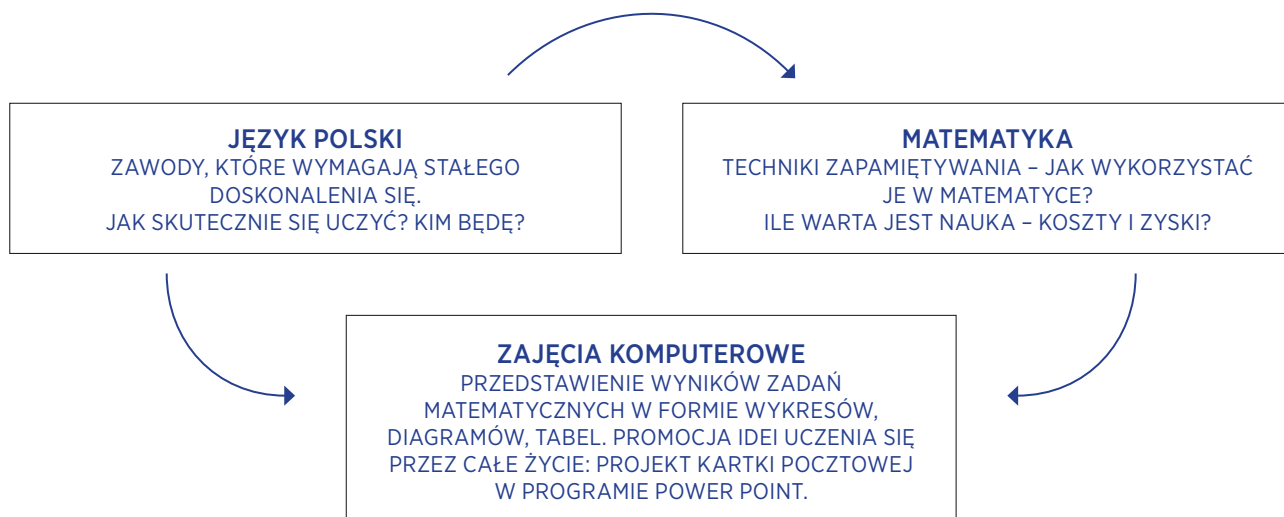 JĘZYK POLSKI
ZAWODY, KTÓRE WYMAGAJĄ STAŁEGO
DOSKONALENIA SIĘ.
JAK SKUTECZNIE SIĘ UCZYĆ? KIM BĘDĘ?
MATEMATYKA
TECHNIKI ZAPAMIĘTYWANIA – JAK WYKORZYSTAĆ
JE W MATEMATYCE?
ILE WARTA JEST NAUKA – KOSZTY I ZYSKI?
ZAJĘCIA KOMPUTEROWE
PRZEDSTAWIENIE WYNIKÓW ZADAŃ
MATEMATYCZNYCH W FORMIE WYKRESÓW,
DIAGRAMÓW, TABEL. PROMOCJA IDEI UCZENIA SIĘ
PRZEZ CAŁE ŻYCIE: PROJEKT KARTKI POCZTOWEJ
W PROGRAMIE POWER POINT.